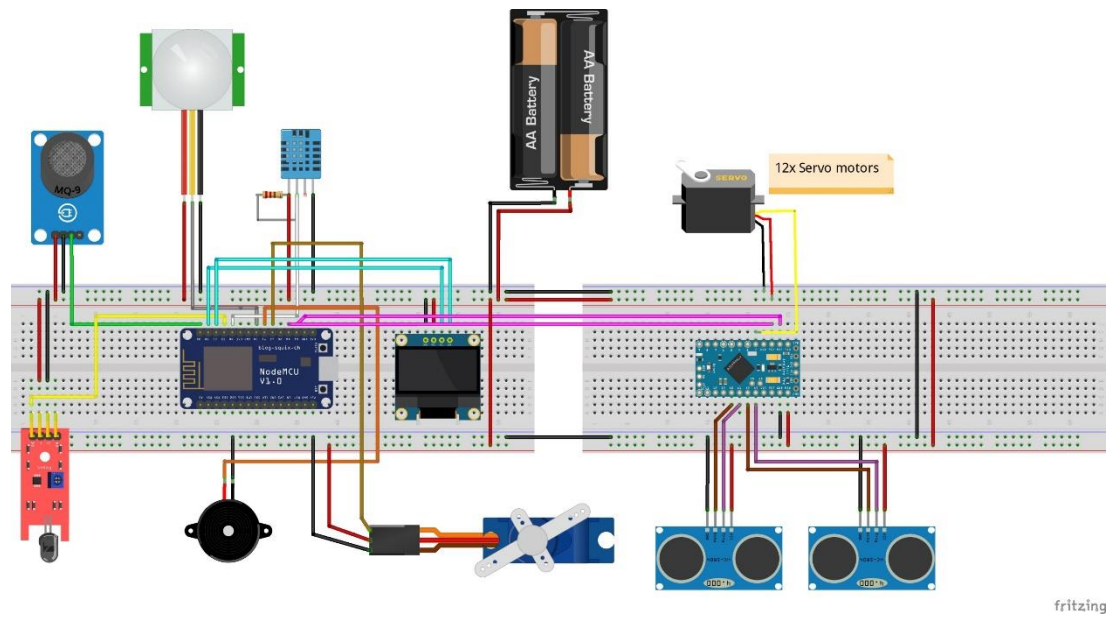 AA Battery
AA Battery
MQ-9
SERVO
12x Servo motors
NodeMCU
V1.0
fritzing